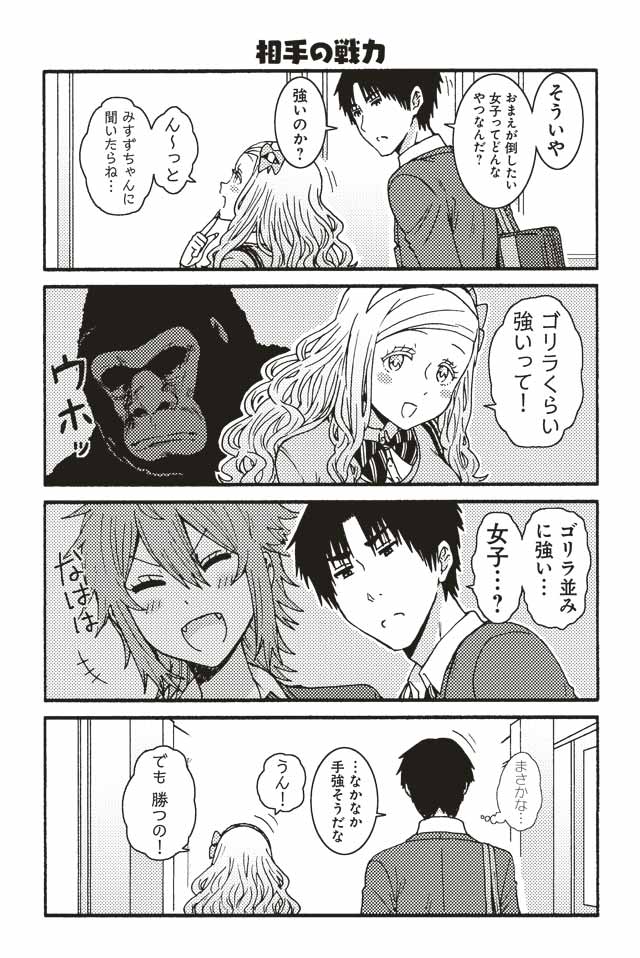 相手の戦力
そういや
おまえが倒したい
女子ってどんな
やつなんだ?
強いのか?
ん〜っと
みすずちゃんに
聞いたらね…
ゴリラくらい
強いって!
ウホッ
ゴリラ並み
に強い…
女子…?
なははは
まさかな…
…なかなか
手強そうだな
うん!
でも 勝つの!